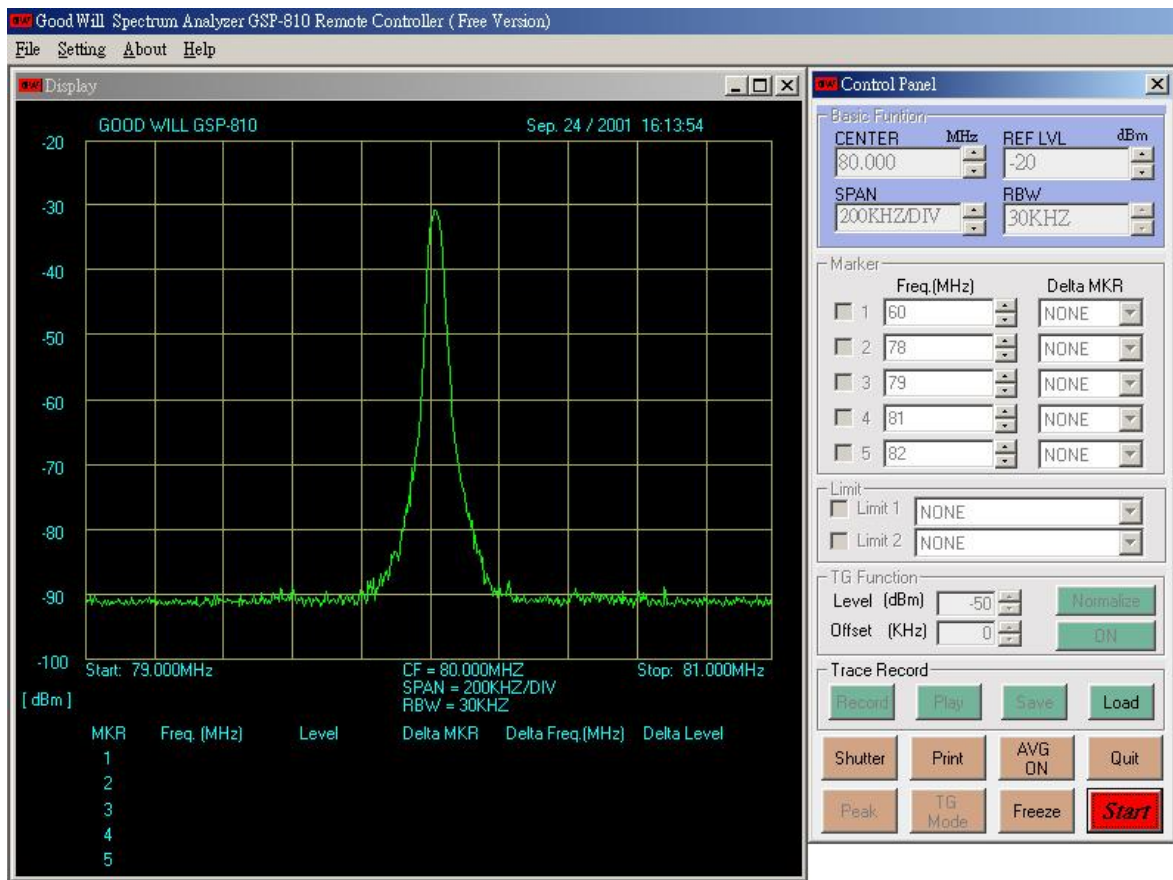 GW Good Will Spectrum Analyzer GSP-810 Remote Controller ( Free Version)
File Setting About Help
GW Display
GOOD WILL GSP-810 Sep. 24 / 2001 16:13:54
-20
-30
-40
-50
-60
-70
-80
-90
-100
[ dBm ]
Start: 79.000MHz CF = 80.000MHZ Stop: 81.000MHz
SPAN = 200KHZ/DIV
RBW = 30KHZ
MKR Freq. (MHz) Level Delta MKR Delta Freq.(MHz) Delta Level
1
2
3
4
5
GW Control Panel
Basic Funtion
CENTER MHz REF LVL dBm
80.000 -20
SPAN RBW
200KHZ/DIV 30KHZ
Marker
Freq.(MHz) Delta MKR
1 60 NONE
2 78 NONE
3 79 NONE
4 81 NONE
5 82 NONE
Limit
Limit 1 NONE
Limit 2 NONE
TG Function
Level (dBm) -50 Normalize
Offset (KHz) 0 ON
Trace Record
Record Play Save Load
Shutter Print AVG ON Quit
Peak TG Mode Freeze Start